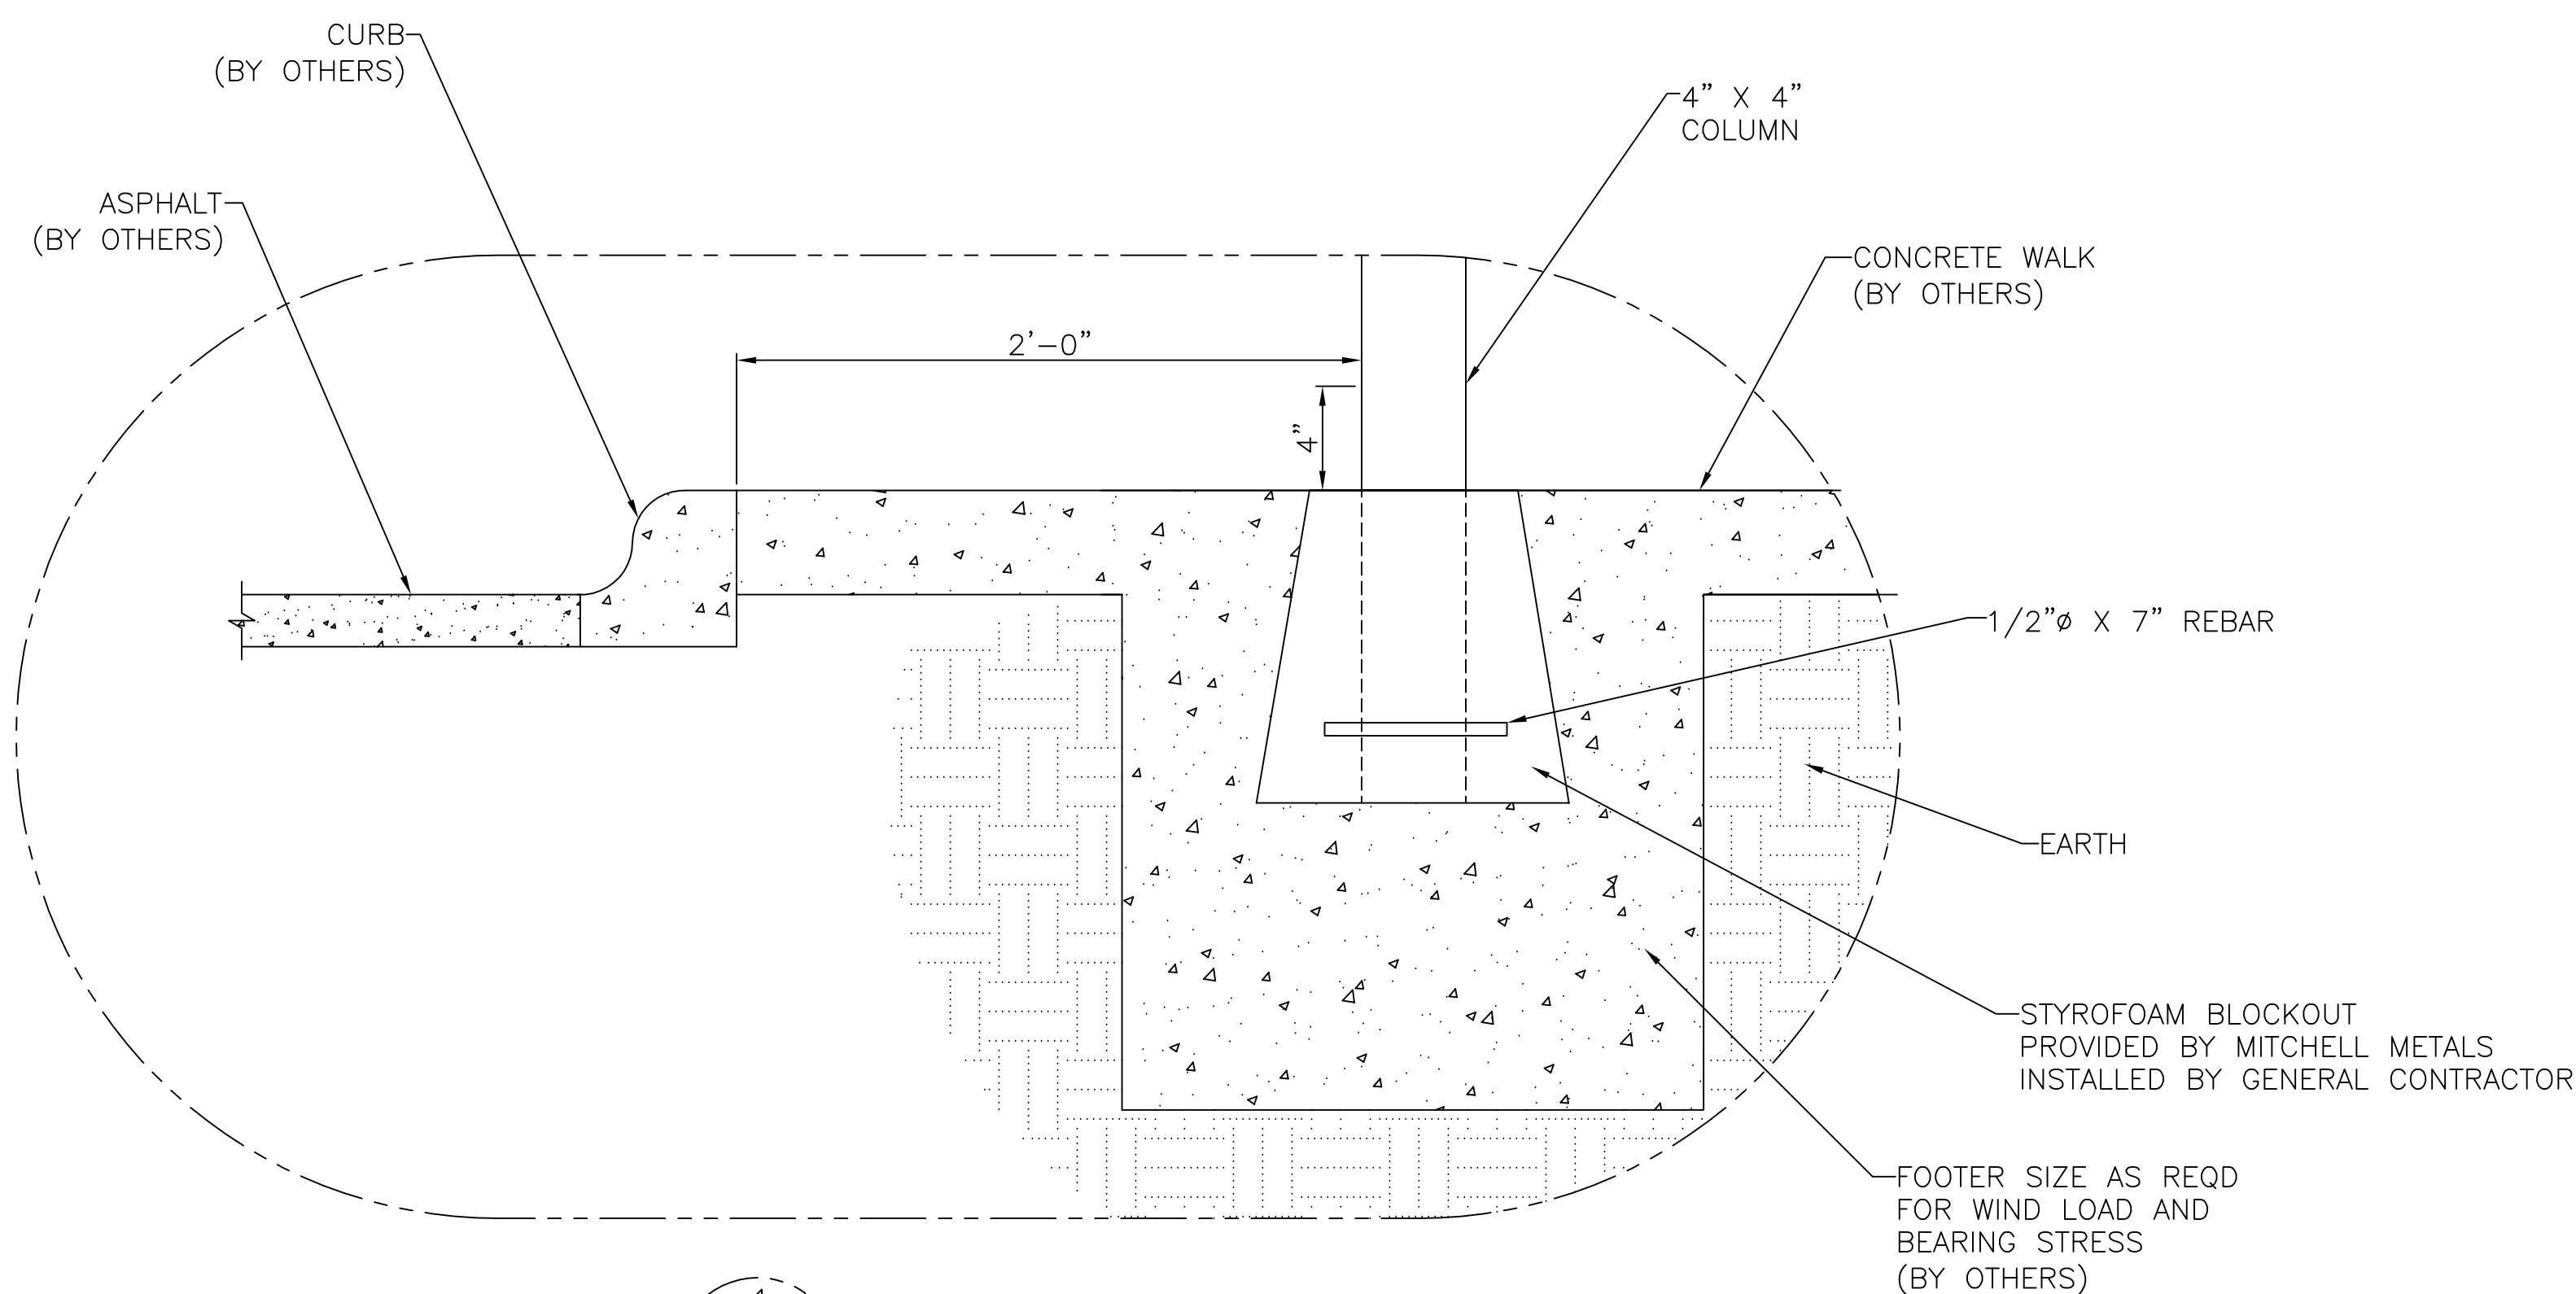 CURB
(BY OTHERS)
4" X 4"
COLUMN
ASPHALT
(BY OTHERS)
CONCRETE WALK
(BY OTHERS)
2'-0"
4"
1/2"ø X 7" REBAR
EARTH
STYROFOAM BLOCKOUT
PROVIDED BY MITCHELL METALS
INSTALLED BY GENERAL CONTRACTOR
FOOTER SIZE AS REQD
FOR WIND LOAD AND
BEARING STRESS
(BY OTHERS)